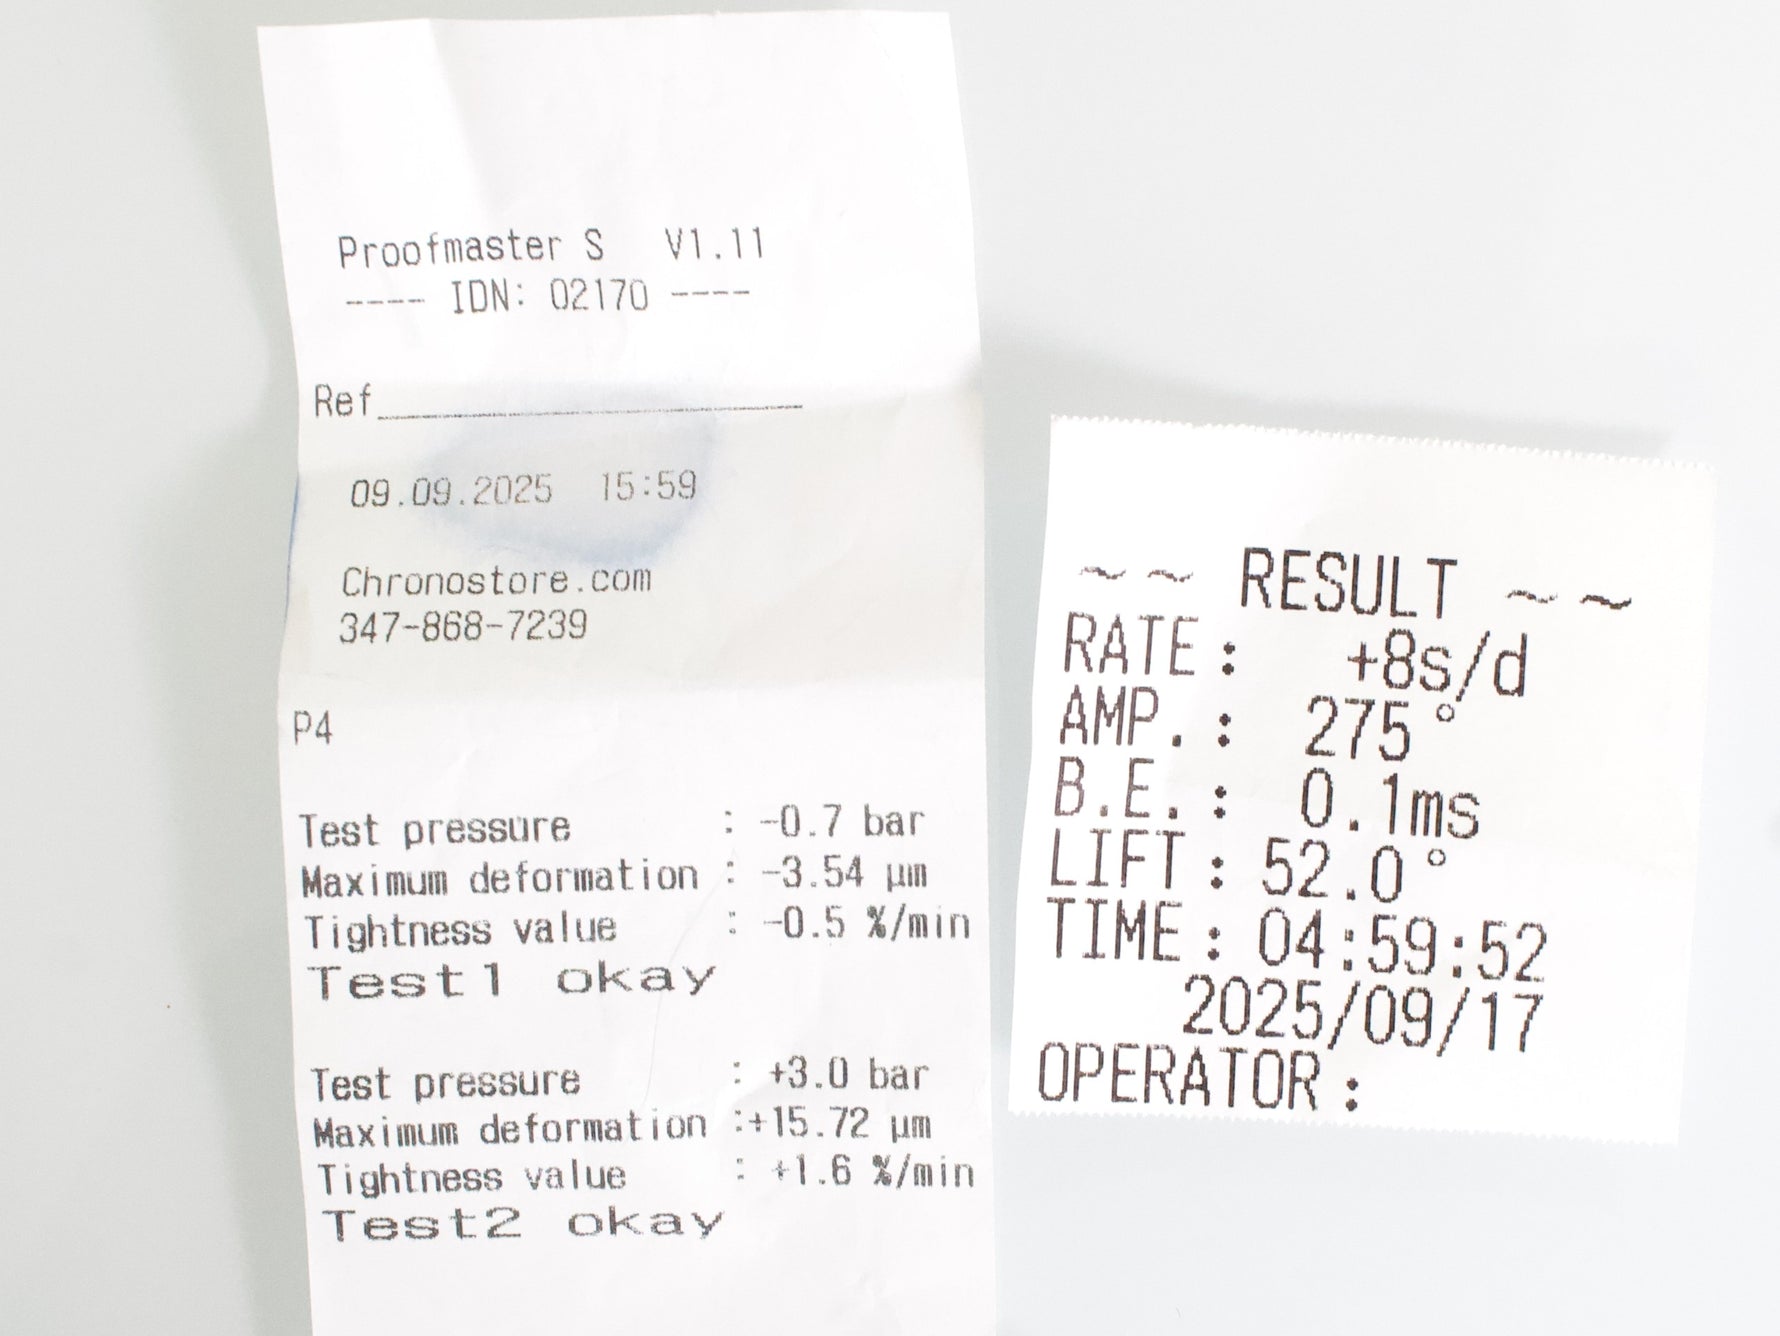 Proofmaster S V1.11
---- IDN: 02170 ----
Ref
09.09.2025 15:59
Chronostore.com
347-868-7239
P4
Test pressure : -0.7 bar
Maximum deformation : -3.54 µm
Tightness value : -0.5 %/min
Test1 okay
Test pressure : +3.0 bar
Maximum deformation :+15.72 µm
Tightness value : +1.6 %/min
Test2 okay
~~ RESULT ~~
RATE: +8s/d
AMP.: 275°
B.E.: 0.1ms
LIFT: 52.0°
TIME: 04:59:52
2025/09/17
OPERATOR: